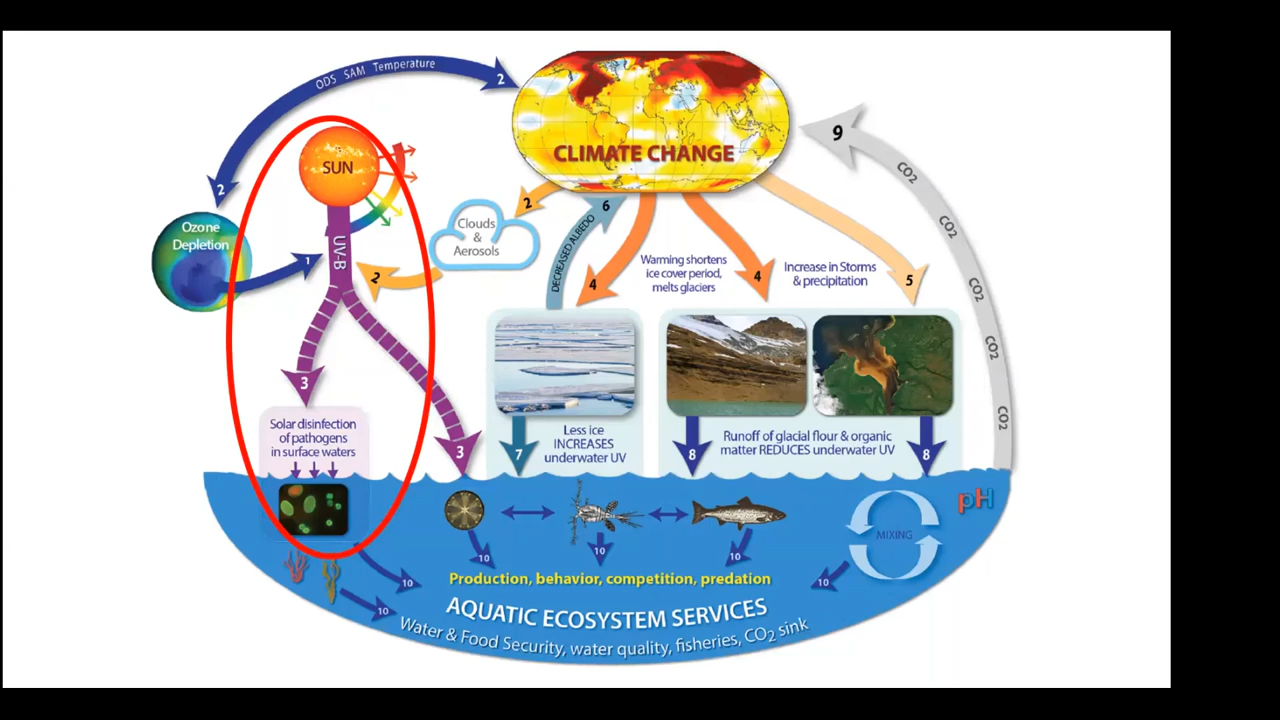 ODS SAM Temperature
2
2
CLIMATE CHANGE
SUN
Ozone
Depletion
1
UV-B
2
2
Clouds
&
Aerosols
DECREASED ALBEDO
6
4
Warming shortens
ice cover period,
melts glaciers
4
Increase in Storms
& precipitation
5
9
CO2
CO2
CO2
CO2
CO2
3
3
Solar disinfection
of pathogens
in surface waters
7
Less ice
INCREASES
underwater UV
8
Runoff of glacial flour & organic
matter REDUCES underwater UV
8
pH
MIXING
10
10
10
10
10
10
Production, behavior, competition, predation
AQUATIC ECOSYSTEM SERVICES
Water & Food Security, water quality, fisheries, CO₂ sink